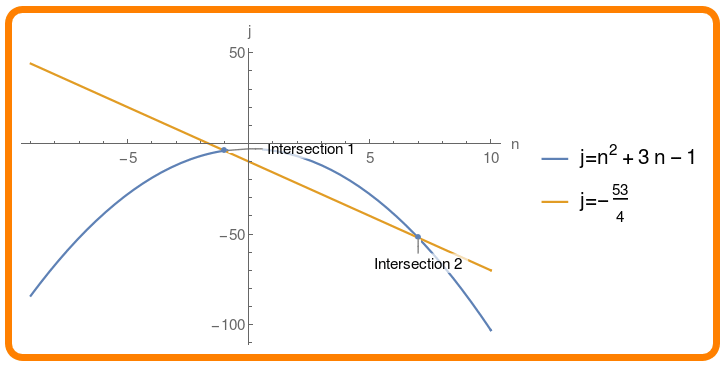 j
50
Intersection 1
n
−5
5
10
−50
Intersection 2
−100
j=n² + 3 n − 1
j=− 53/4